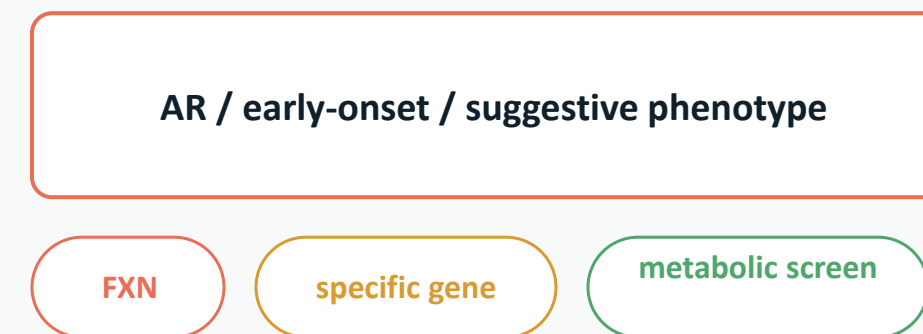 AR / early-onset / suggestive phenotype
FXN
specific gene
metabolic screen